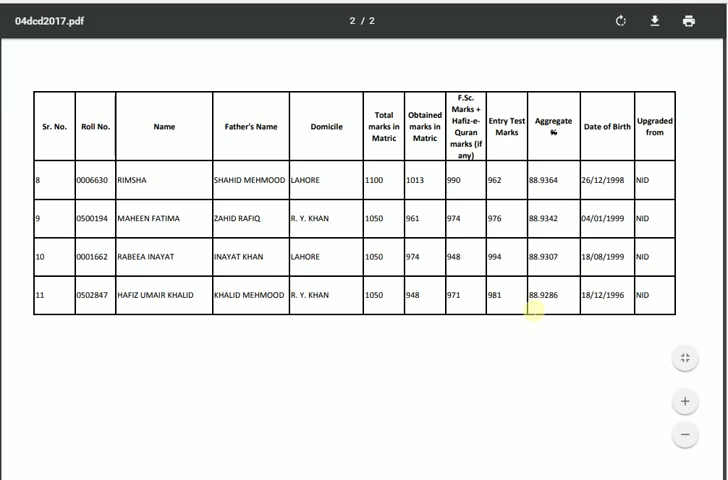 04dcd2017.pdf
2 / 2
Sr. No. Roll No. Name Father's Name Domicile Total marks in Matric Obtained marks in Matric F.Sc. Marks + Hafiz-e-Quran marks (if any) Entry Test Marks Aggregate % Date of Birth Upgraded from
8 0006630 RIMSHA SHAHID MEHMOOD LAHORE 1100 1013 990 962 88.9364 26/12/1998 NID
9 0500194 MAHEEN FATIMA ZAHID RAFIQ R. Y. KHAN 1050 961 974 976 88.9342 04/01/1999 NID
10 0001662 RABEEA INAYAT INAYAT KHAN LAHORE 1050 974 948 994 88.9307 18/08/1999 NID
11 0502847 HAFIZ UMAIR KHALID KHALID MEHMOOD R. Y. KHAN 1050 948 971 981 88.9286 18/12/1996 NID